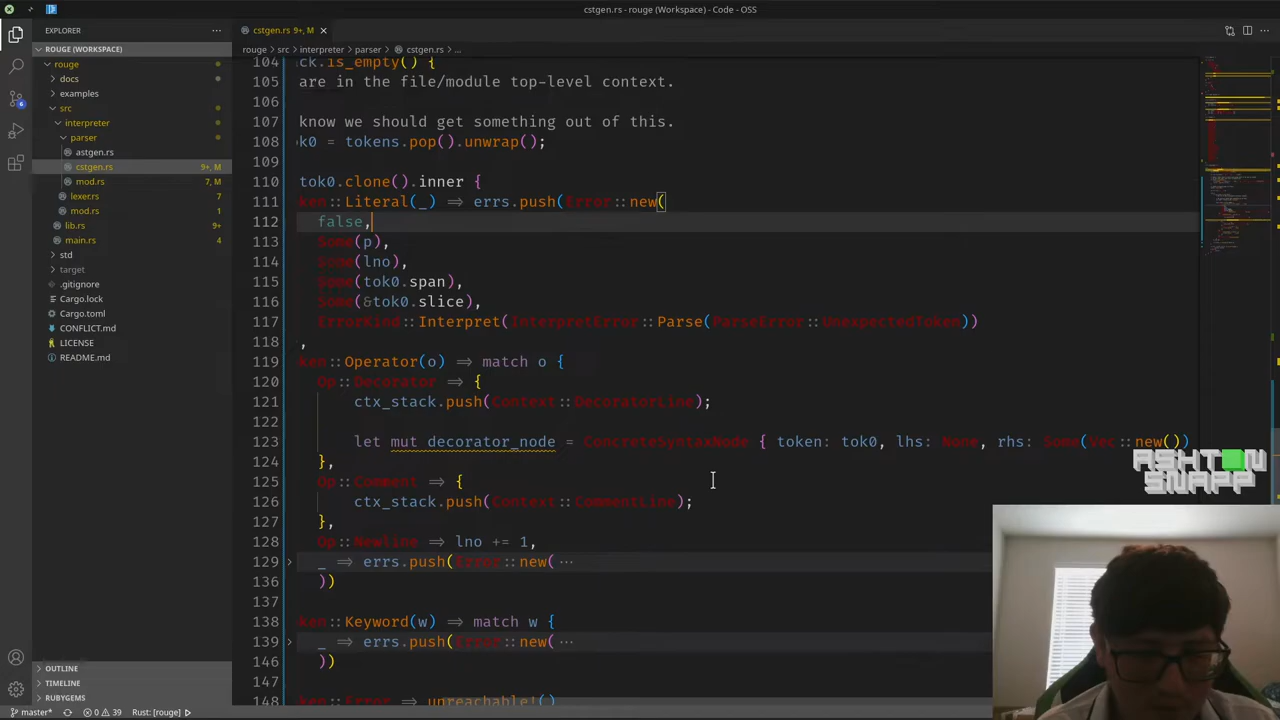 cstgen.rs - rouge (Workspace) - Code - OSS
EXPLORER
cstgen.rs 9+, M
ROUGE (WORKSPACE)
rouge > src > interpreter > parser > cstgen.rs > ...
rouge
docs
examples
src
interpreter
parser
astgen.rs
cstgen.rs 9+, M
mod.rs 7, M
lexer.rs 7
mod.rs 1
lib.rs 9+
main.rs
std
target
.gitignore
Cargo.lock
Cargo.toml
CONFLICT.md
LICENSE
README.md
6
104 ck.is_empty() {
105 are in the file/module top-level context.
106
107 know we should get something out of this.
108 k0 = tokens.pop().unwrap();
109
110 tok0.clone().inner {
111 ken::Literal(_) => errs.push(Error::new(
112 false,
113 Some(p),
114 Some(lno),
115 Some(tok0.span),
116 Some(&tok0.slice),
117 ErrorKind::Interpret(InterpretError::Parse(ParseError::UnexpectedToken))
118 ,
119 ken::Operator(o) => match o {
120 Op::Decorator => {
121 ctx_stack.push(Context::DecoratorLine);
122
123 let mut decorator_node = ConcreteSyntaxNode { token: tok0, lhs: None, rhs: Some(Vec::new())
124 },
125 Op::Comment => {
126 ctx_stack.push(Context::CommentLine);
127 },
128 Op::Newline => lno += 1,
129 _ => errs.push(Error::new( ⋯
136 ))
137
138 ken::Keyword(w) => match w {
139 _ => errs.push(Error::new( ⋯
146 ))
147
148 ken::Error => unreachable!()
ASHTON
SNAPP
OUTLINE
TIMELINE
RUBYGEMS
master* 0 39 Rust: [rouge]